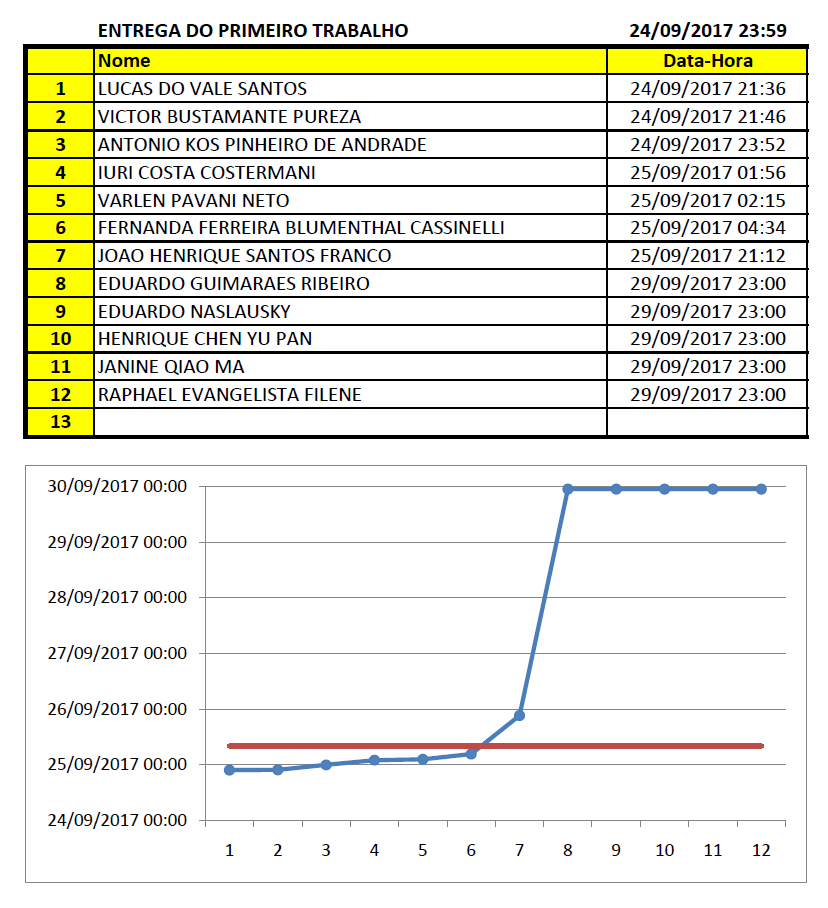 ENTREGA DO PRIMEIRO TRABALHO 24/09/2017 23:59
Nome Data-Hora
1 LUCAS DO VALE SANTOS 24/09/2017 21:36
2 VICTOR BUSTAMANTE PUREZA 24/09/2017 21:46
3 ANTONIO KOS PINHEIRO DE ANDRADE 24/09/2017 23:52
4 IURI COSTA COSTERMANI 25/09/2017 01:56
5 VARLEN PAVANI NETO 25/09/2017 02:15
6 FERNANDA FERREIRA BLUMENTHAL CASSINELLI 25/09/2017 04:34
7 JOAO HENRIQUE SANTOS FRANCO 25/09/2017 21:12
8 EDUARDO GUIMARAES RIBEIRO 29/09/2017 23:00
9 EDUARDO NASLAUSKY 29/09/2017 23:00
10 HENRIQUE CHEN YU PAN 29/09/2017 23:00
11 JANINE QIAO MA 29/09/2017 23:00
12 RAPHAEL EVANGELISTA FILENE 29/09/2017 23:00
13
30/09/2017 00:00
29/09/2017 00:00
28/09/2017 00:00
27/09/2017 00:00
26/09/2017 00:00
25/09/2017 00:00
24/09/2017 00:00
1 2 3 4 5 6 7 8 9 10 11 12